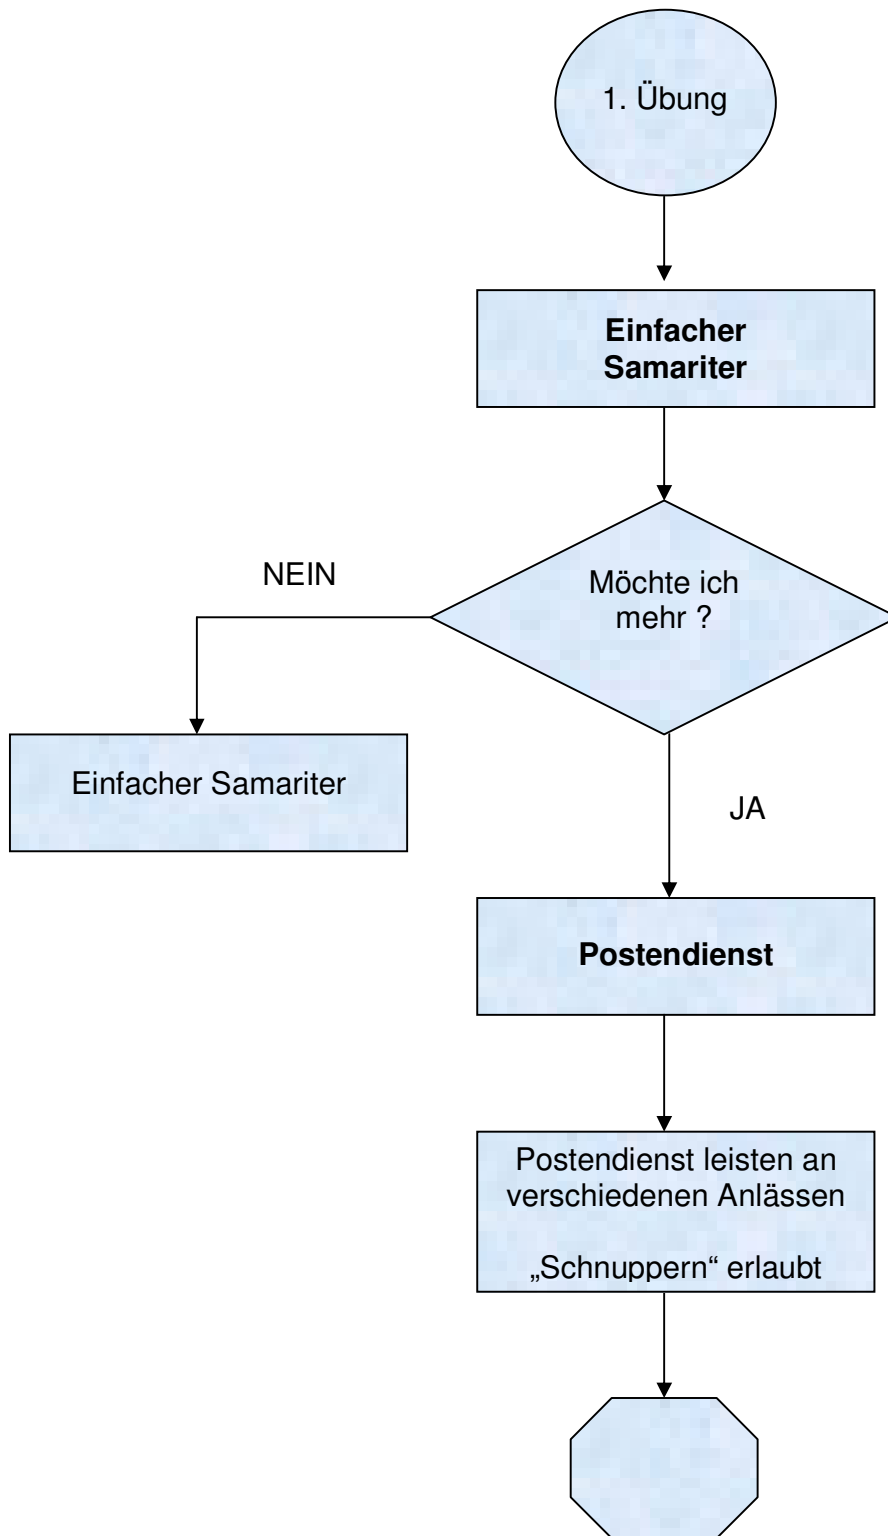 1. Übung
Einfacher
Samariter
Möchte ich
mehr ?
NEIN
Einfacher Samariter
JA
Postendienst
Postendienst leisten an
verschiedenen Anlässen
„Schnuppern“ erlaubt